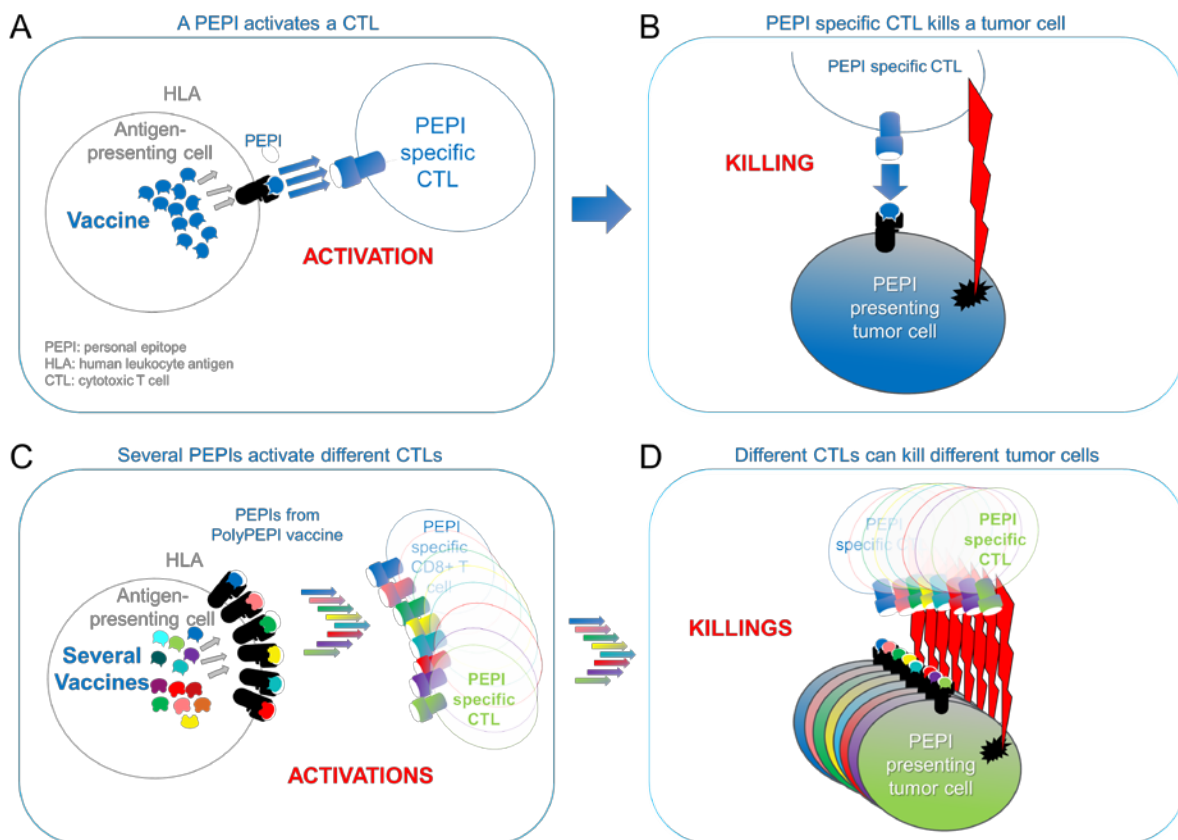 A
A PEPI activates a CTL
HLA
Antigen-
presenting cell
PEPI
Vaccine
PEPI
specific
CTL
ACTIVATION
PEPI: personal epitope
HLA: human leukocyte antigen
CTL: cytotoxic T cell
B
PEPI specific CTL kills a tumor cell
PEPI specific CTL
KILLING
PEPI
presenting
tumor cell
C
Several PEPIs activate different CTLs
PEPIs from
PolyPEPI vaccine
HLA
Antigen-
presenting cell
Several
Vaccines
PEPI
specific
CD8+ T
cell
PEPI
specific
CTL
ACTIVATIONS
D
Different CTLs can kill different tumor cells
PEPI
specific
PEPI
specific
CTL
KILLINGS
PEPI
presenting
tumor cell